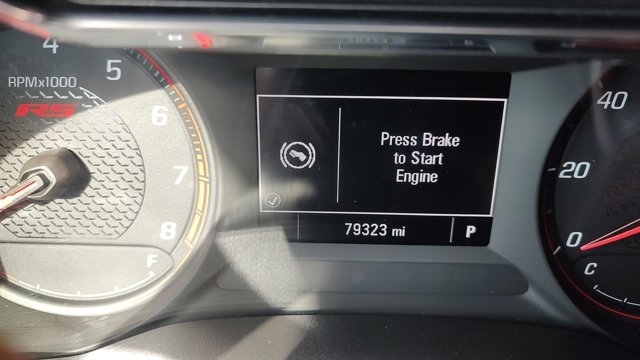 4
5
6
7
8
RPMx1000
RS
F
Press Brake
to Start
Engine
79323 mi
P
40
20
0
C